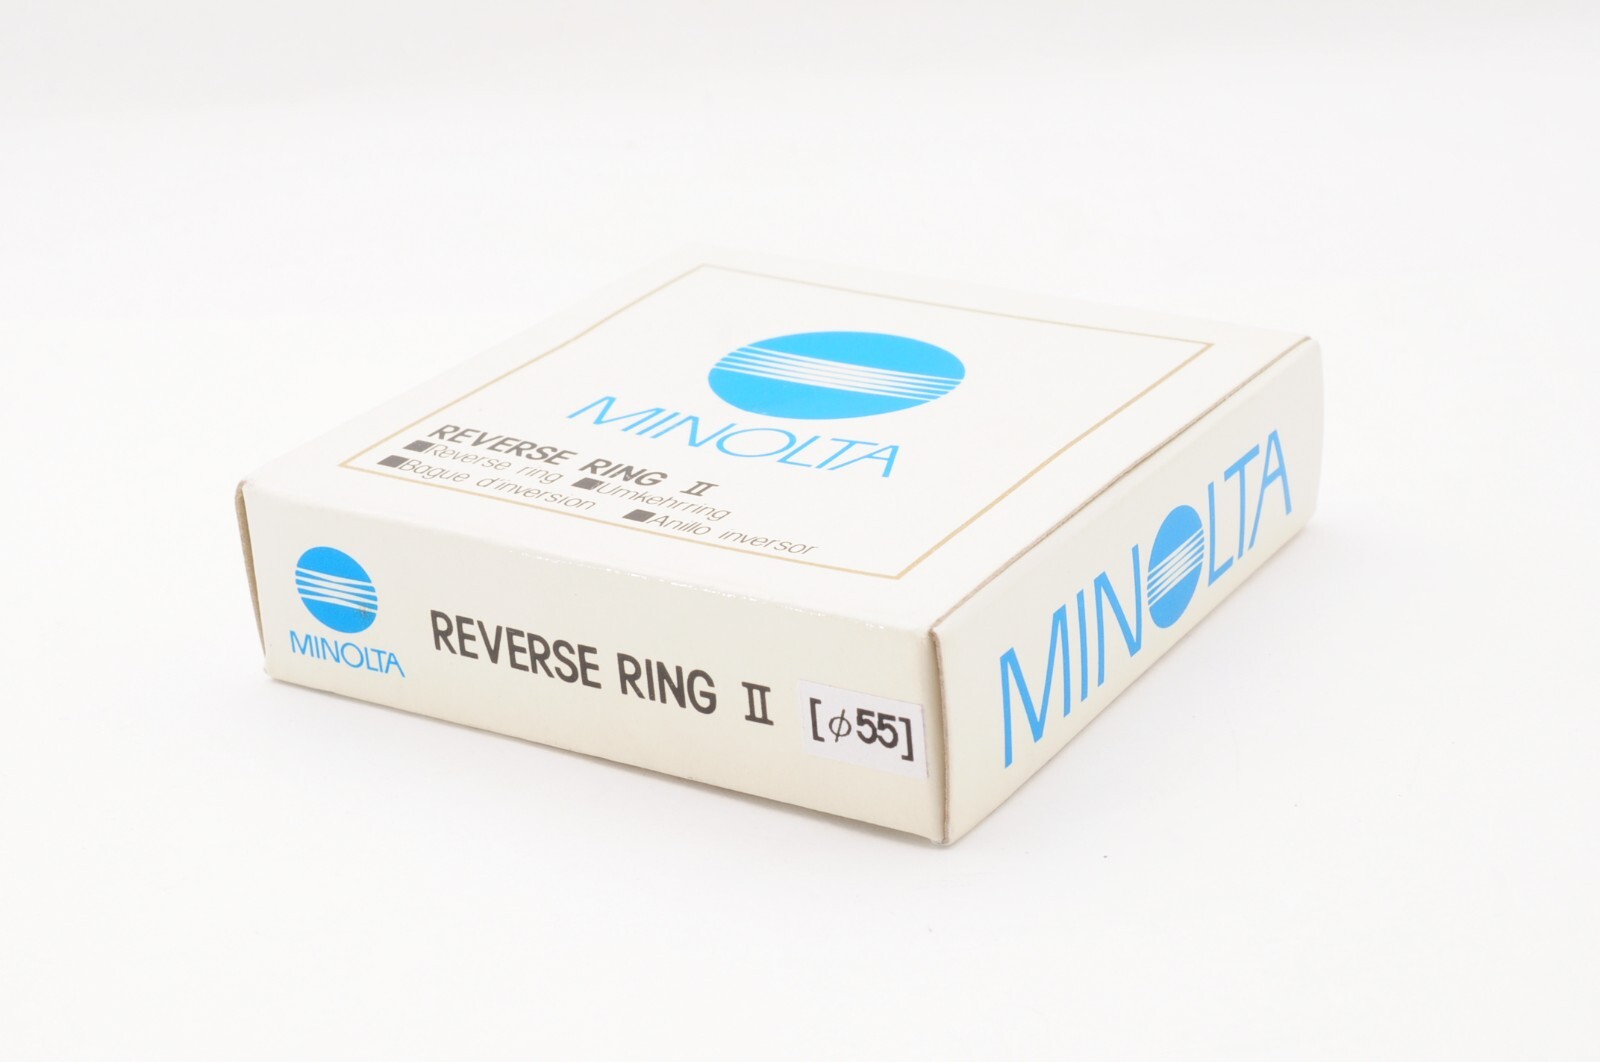 MINOLTA
REVERSE RING II
■Reverse ring ■Umkehrring
■Bague d'inversion ■Anillo inversor
MINOLTA
REVERSE RING II
[φ55]
MINOLTA